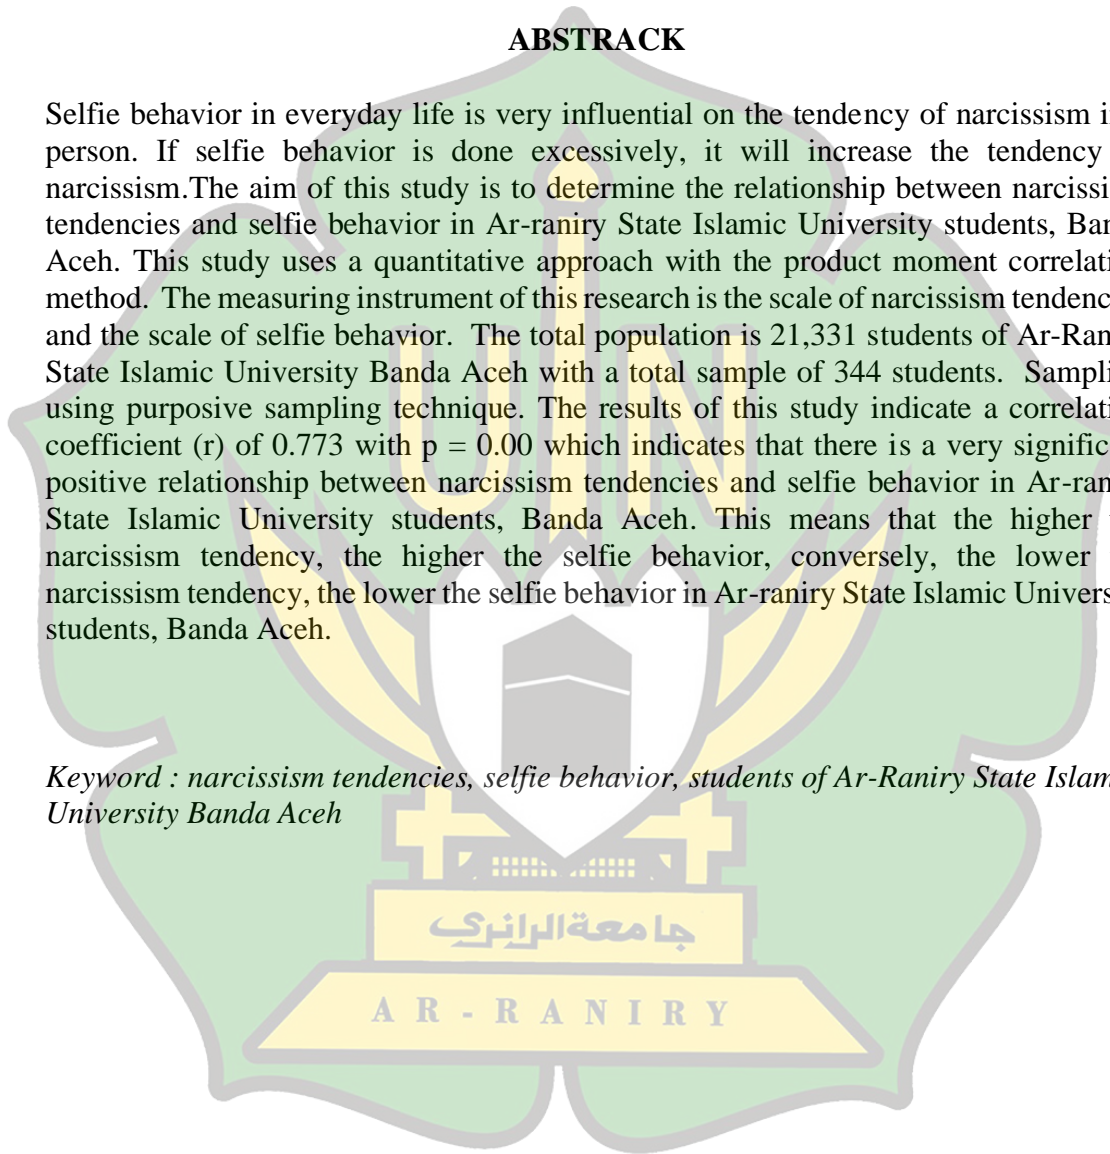 ABSTRACK
Selfie behavior in everyday life is very influential on the tendency of narcissism i
person. If selfie behavior is done excessively, it will increase the tendency
narcissism.The aim of this study is to determine the relationship between narcissi
tendencies and selfie behavior in Ar-raniry State Islamic University students, Ban
Aceh. This study uses a quantitative approach with the product moment correlati
method. The measuring instrument of this research is the scale of narcissism tendenc
and the scale of selfie behavior. The total population is 21,331 students of Ar-Ran
State Islamic University Banda Aceh with a total sample of 344 students. Sampli
using purposive sampling technique. The results of this study indicate a correlati
coefficient (r) of 0.773 with p = 0.00 which indicates that there is a very signific
positive relationship between narcissism tendencies and selfie behavior in Ar-ran
State Islamic University students, Banda Aceh. This means that the higher
narcissism tendency, the higher the selfie behavior, conversely, the lower
narcissism tendency, the lower the selfie behavior in Ar-raniry State Islamic Univers
students, Banda Aceh.
Keyword : narcissism tendencies, selfie behavior, students of Ar-Raniry State Islam
University Banda Aceh
UIN
جامعةالرانري
AR-RANIRY